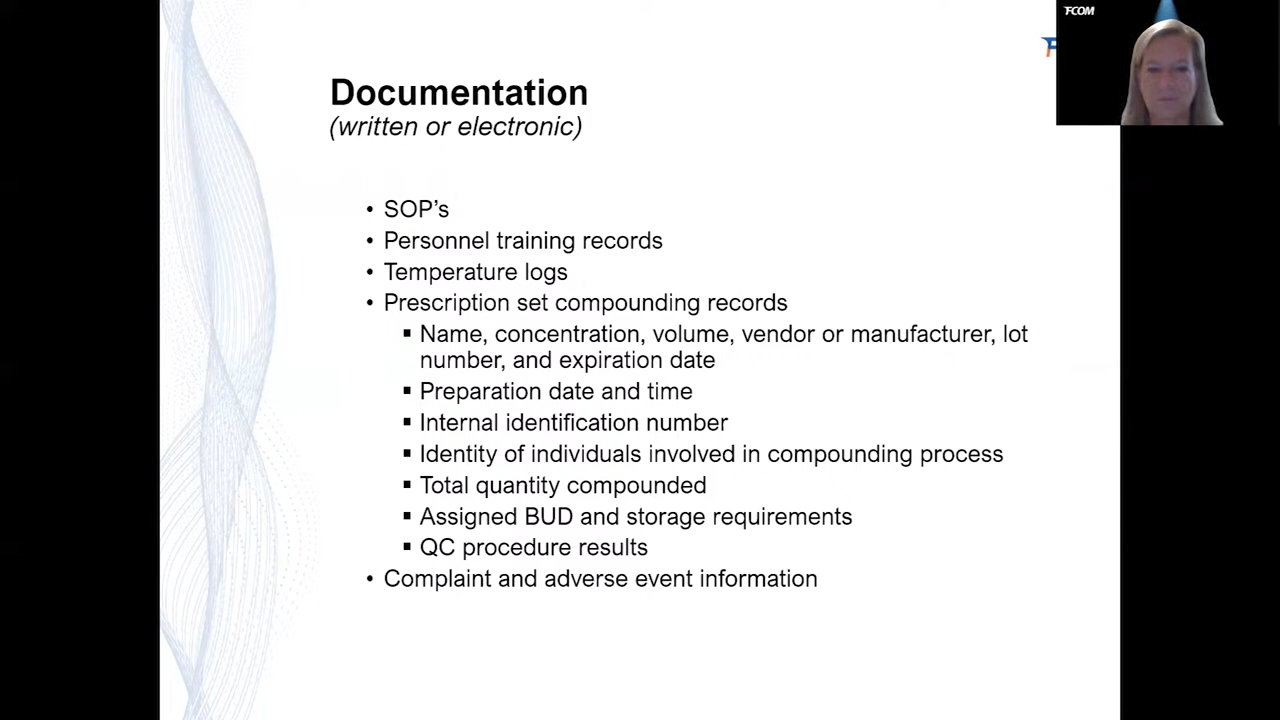 FCOM
Documentation
(written or electronic)
• SOP’s
• Personnel training records
• Temperature logs
• Prescription set compounding records
▪ Name, concentration, volume, vendor or manufacturer, lot
number, and expiration date
▪ Preparation date and time
▪ Internal identification number
▪ Identity of individuals involved in compounding process
▪ Total quantity compounded
▪ Assigned BUD and storage requirements
▪ QC procedure results
• Complaint and adverse event information